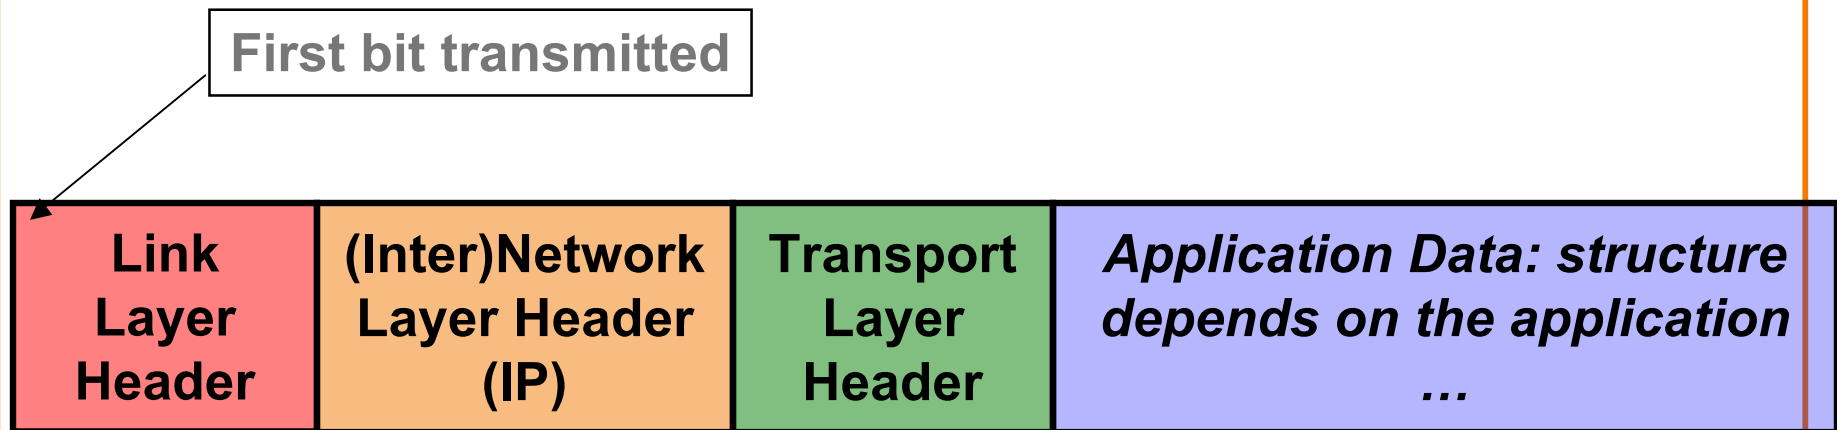 First bit transmitted
Link
Layer
Header
(Inter)Network
Layer Header
(IP)
Transport
Layer
Header
Application Data: structure
depends on the application
…